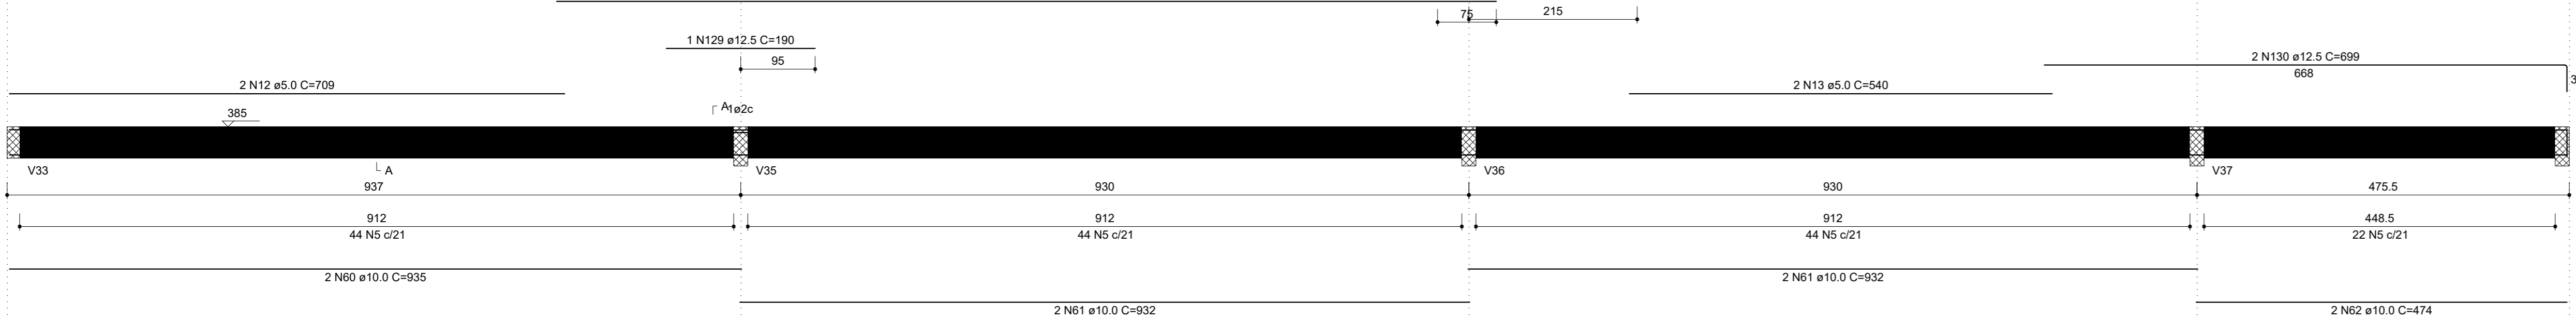 75
215
1 N129 ø12.5 C=190
95
2 N130 ø12.5 C=699
668
2 N12 ø5.0 C=709
2 N13 ø5.0 C=540
385
A
1ø2c
V33
A
V35
V36
V37
937
930
930
475.5
912
912
912
448.5
44 N5 c/21
44 N5 c/21
44 N5 c/21
22 N5 c/21
2 N60 ø10.0 C=935
2 N61 ø10.0 C=932
2 N61 ø10.0 C=932
2 N62 ø10.0 C=474